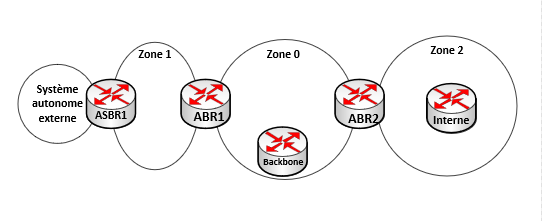 Zone 1
Zone 0
Zone 2
Système
autonome
externe
ASBR1
ABR1
ABR2
Interne
Backbone